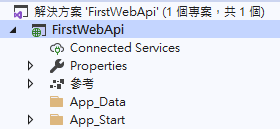 解決方案 'FirstWebApi' (1 個專案，共 1 個)
FirstWebApi
Connected Services
Properties
參考
App_Data
App_Start